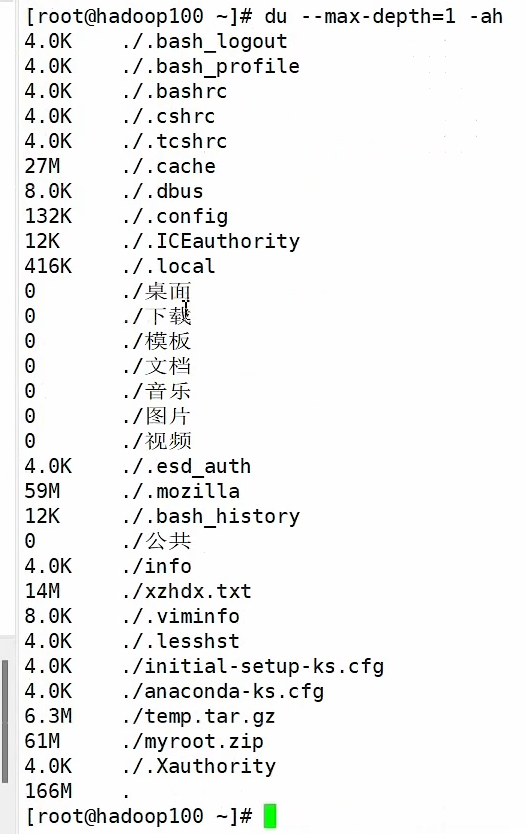 [root@hadoop100 ~]# du --max-depth=1 -ah
4.0K    ./.bash_logout
4.0K    ./.bash_profile
4.0K    ./.bashrc
4.0K    ./.cshrc
4.0K    ./.tcshrc
27M     ./.cache
8.0K    ./.dbus
132K    ./.config
12K     ./.ICEauthority
416K    ./.local
0       ./桌面
0       ./下载
0       ./模板
0       ./文档
0       ./音乐
0       ./图片
0       ./视频
4.0K    ./.esd_auth
59M     ./.mozilla
12K     ./.bash_history
0       ./公共
4.0K    ./info
14M     ./xzhdx.txt
8.0K    ./.viminfo
4.0K    ./.lesshst
4.0K    ./initial-setup-ks.cfg
4.0K    ./anaconda-ks.cfg
6.3M    ./temp.tar.gz
61M     ./myroot.zip
4.0K    ./.Xauthority
166M    .
[root@hadoop100 ~]#